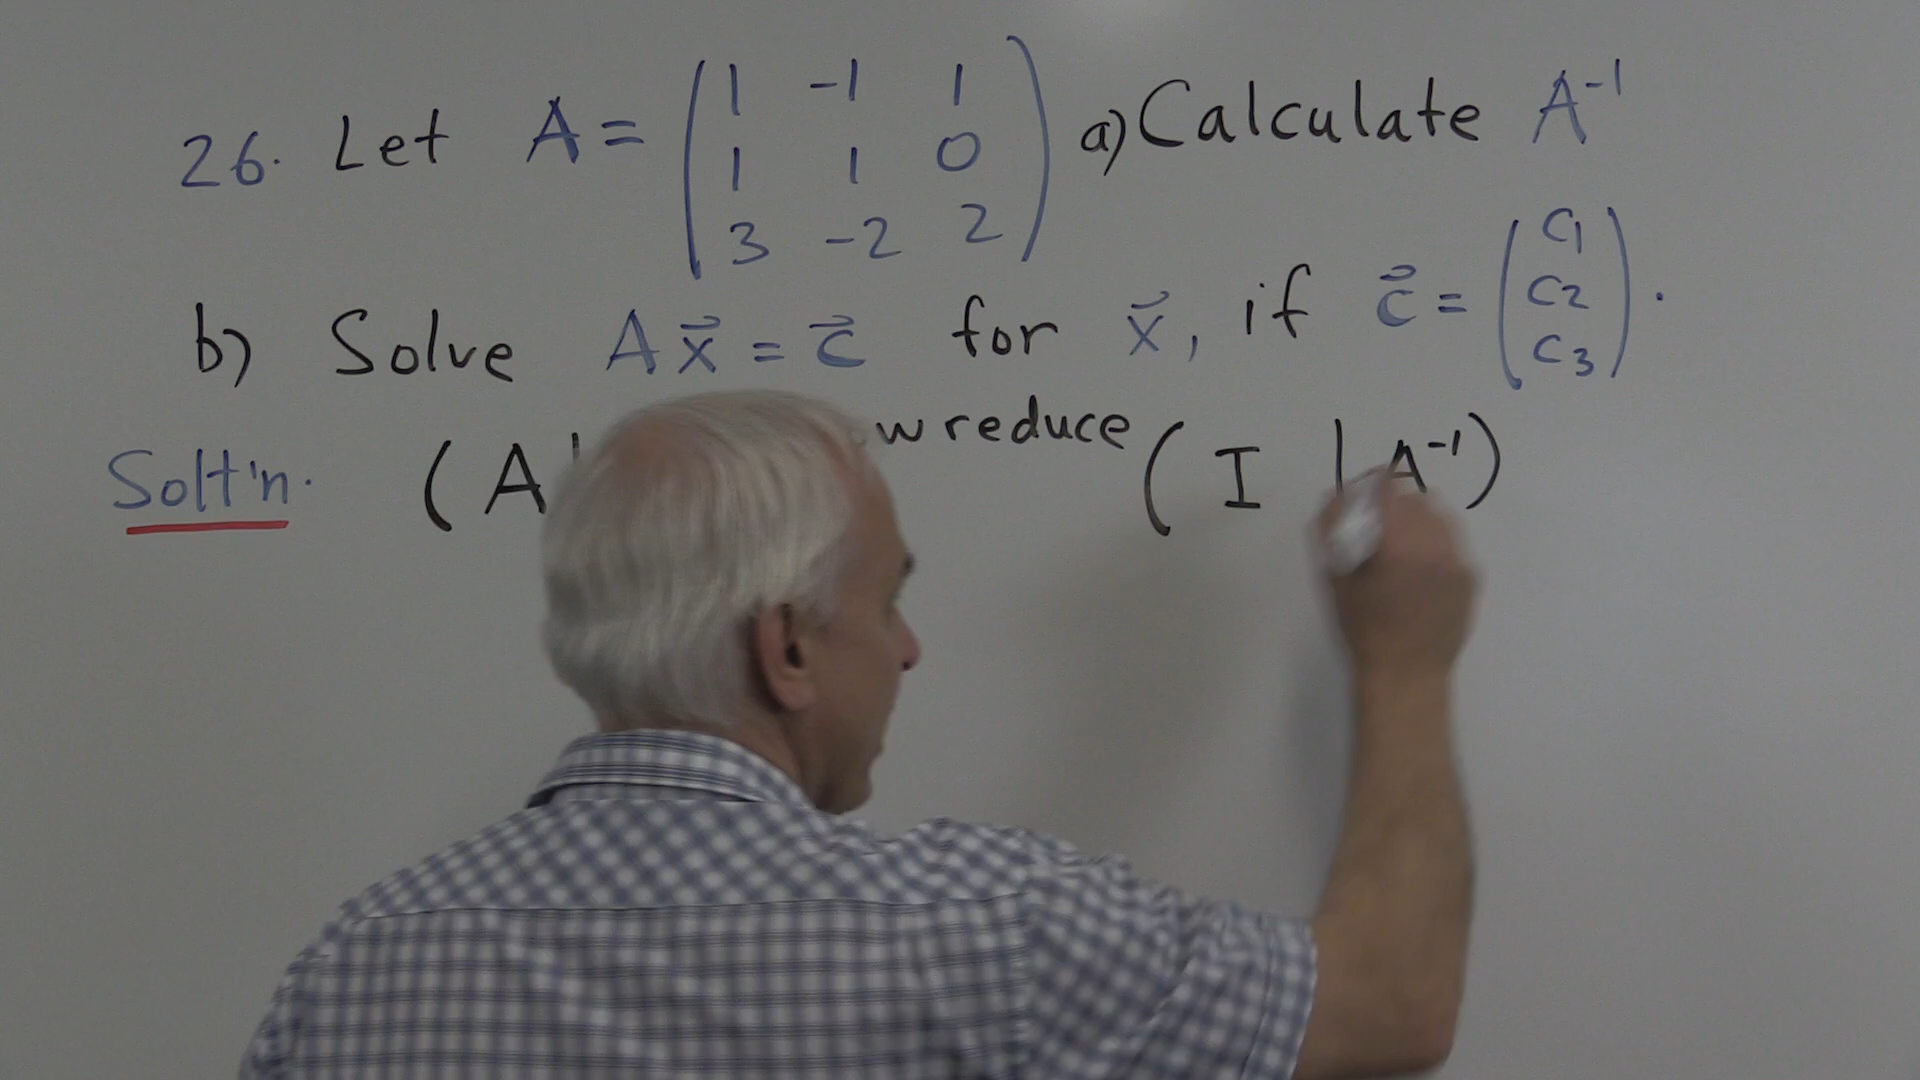 26. Let A = ( 1 -1 1 a) Calculate A⁻¹
1 1 0
3 -2 2 )
b) Solve Ax⃗ = c⃗ for x⃗, if c⃗ = ( c1
c2
c3 ).
Solt'n. ( A | reduce ( I | A⁻¹ )